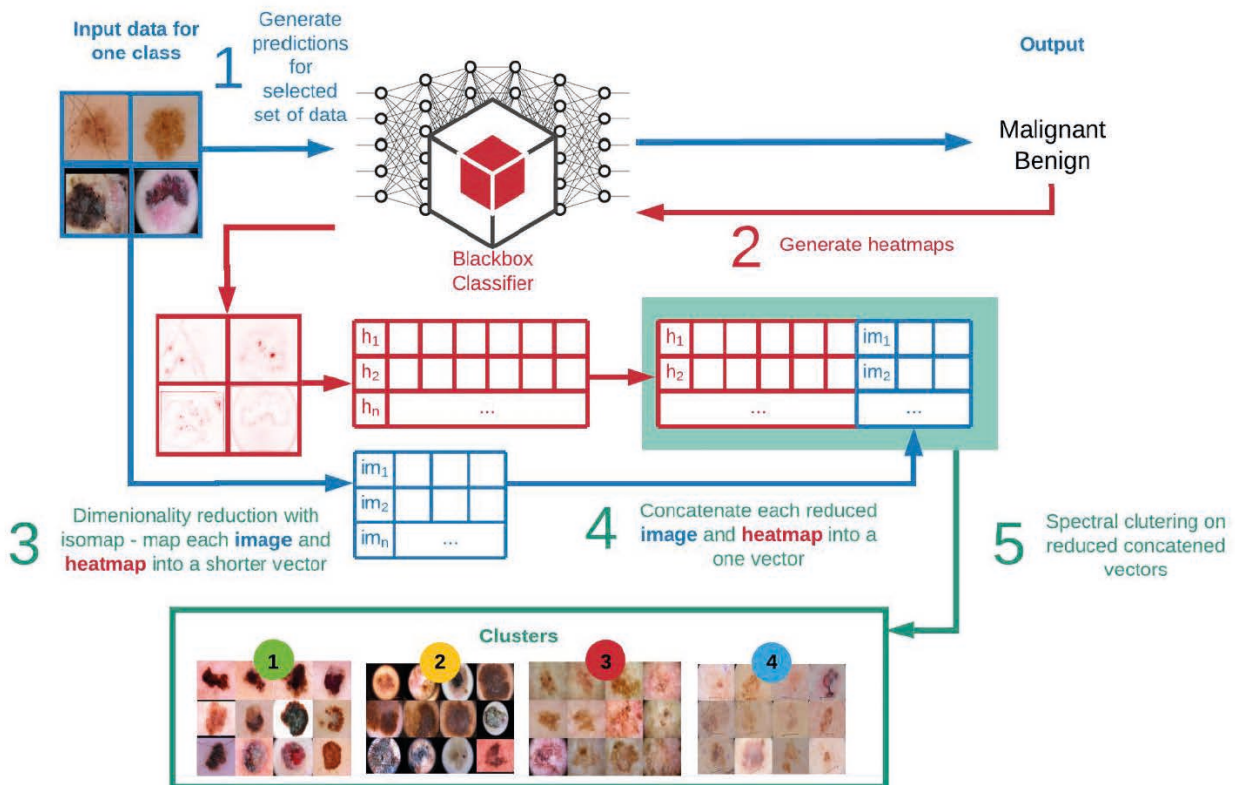 Input data for
one class
1
Generate
predictions
for
selected
set of data
Output
Malignant
Benign
Blackbox
Classifier
2
Generate heatmaps
h1
h2
hn
...
h1
h2
...
im1
im2
...
im1
im2
imn
...
3
Dimenionality reduction with
isomap - map each image and
heatmap into a shorter vector
4
Concatenate each reduced
image and heatmap into a
one vector
5
Spectral clutering on
reduced concatened
vectors
Clusters
1
2
3
4